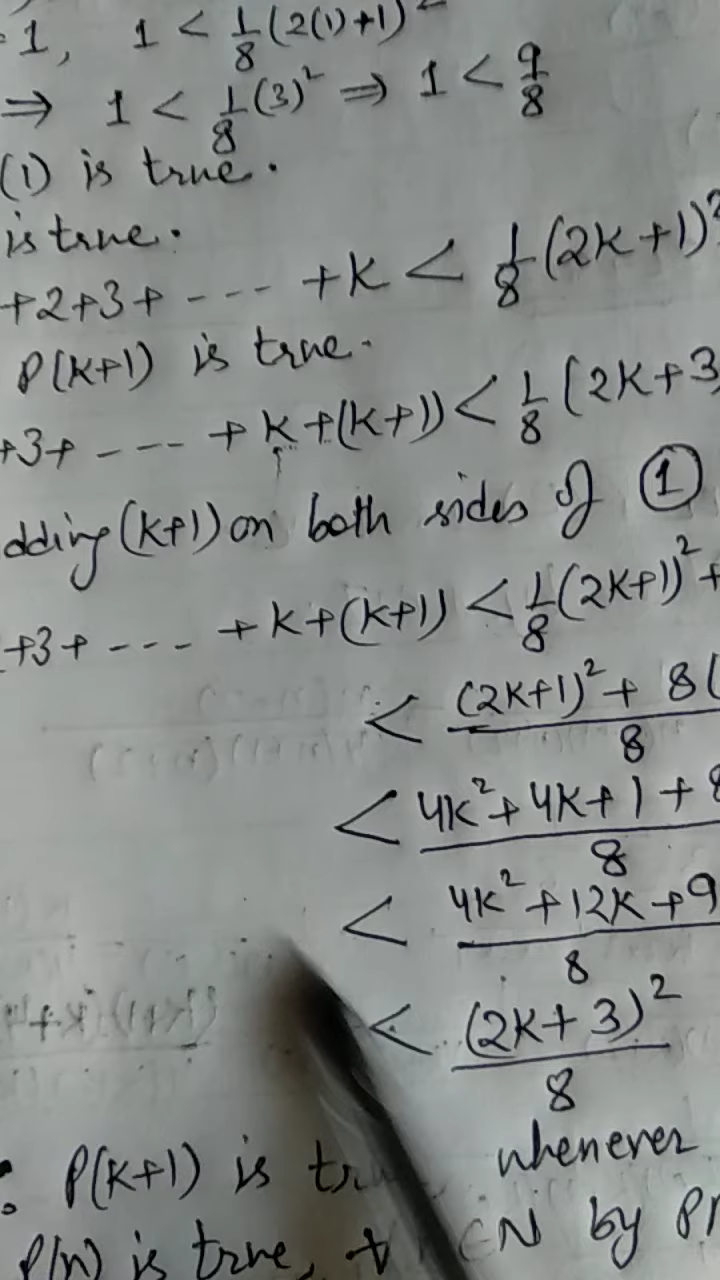 = 1, 1 < 1/8 (2(1)+1)²
⇒ 1 < 1/8 (3)² ⇒ 1 < 9/8
(1) is true.
is true.
+2+3+ ---- +k < 1/8 (2k+1)²
P(k+1) is true.
+3+ ---- +k+(k+1) < 1/8 (2k+3
dding (k+1) on both sides of ①
+3+ ---- +k+(k+1) < 1/8 (2k+1)² +
< (2k+1)² + 8( / 8
< 4k²+4k+1+8 / 8
< 4k²+12k+9 / 8
< (2k+3)² / 8
: P(k+1) is whenever
P(n) is true, ∀ ∈N by